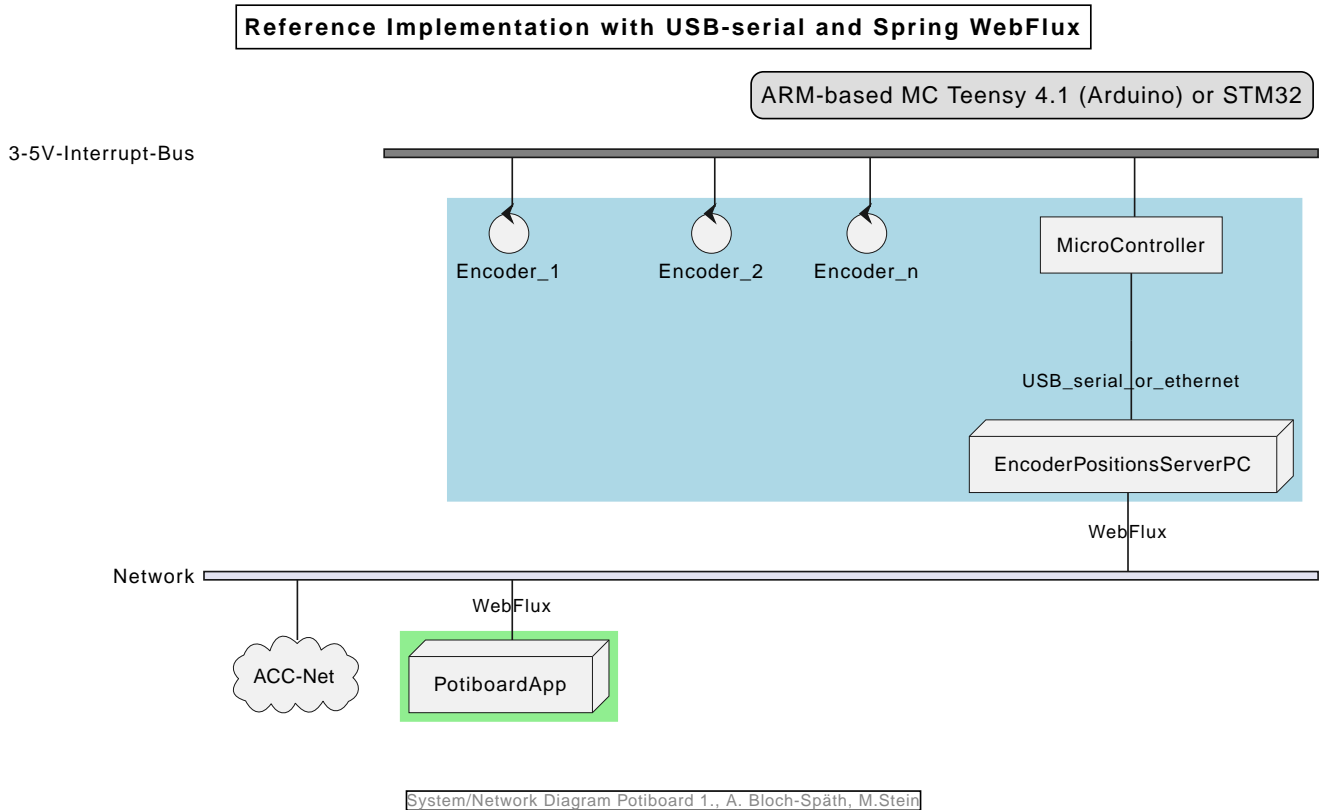 Reference Implementation with USB-serial and Spring WebFlux
ARM-based MC Teensy 4.1 (Arduino) or STM32
3-5V-Interrupt-Bus
Encoder_1
Encoder_2
Encoder_n
MicroController
USB_serial_or_ethernet
EncoderPositionsServerPC
WebFlux
Network
WebFlux
ACC-Net
PotiboardApp
System/Network Diagram Potiboard 1., A. Bloch-Späth, M.Stein